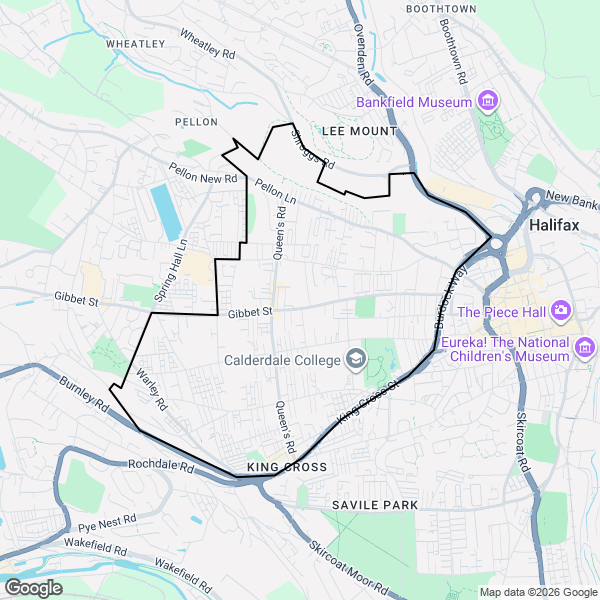 BOOTHTOWN
WHEATLEY
Wheatley Rd
Ovenden Rd
Boothtown Rd
Bankfield Museum
PELLON
LEE MOUNT
Shroggs Rd
Pellon New Rd
Pellon Ln
New Bank
Halifax
Queen's Rd
Spring Hall Ln
Burdock Way
Gibbet St
Gibbet St
The Piece Hall
Eureka! The National
Children's Museum
Calderdale College
Warley Rd
Burnley Rd
King Cross St
Queen's Rd
Skircoat Rd
Rochdale Rd
KING CROSS
SAVILE PARK
Pye Nest Rd
Wakefield Rd
Wakefield Rd
Skircoat Moor Rd
Google
Map data ©2026 Google